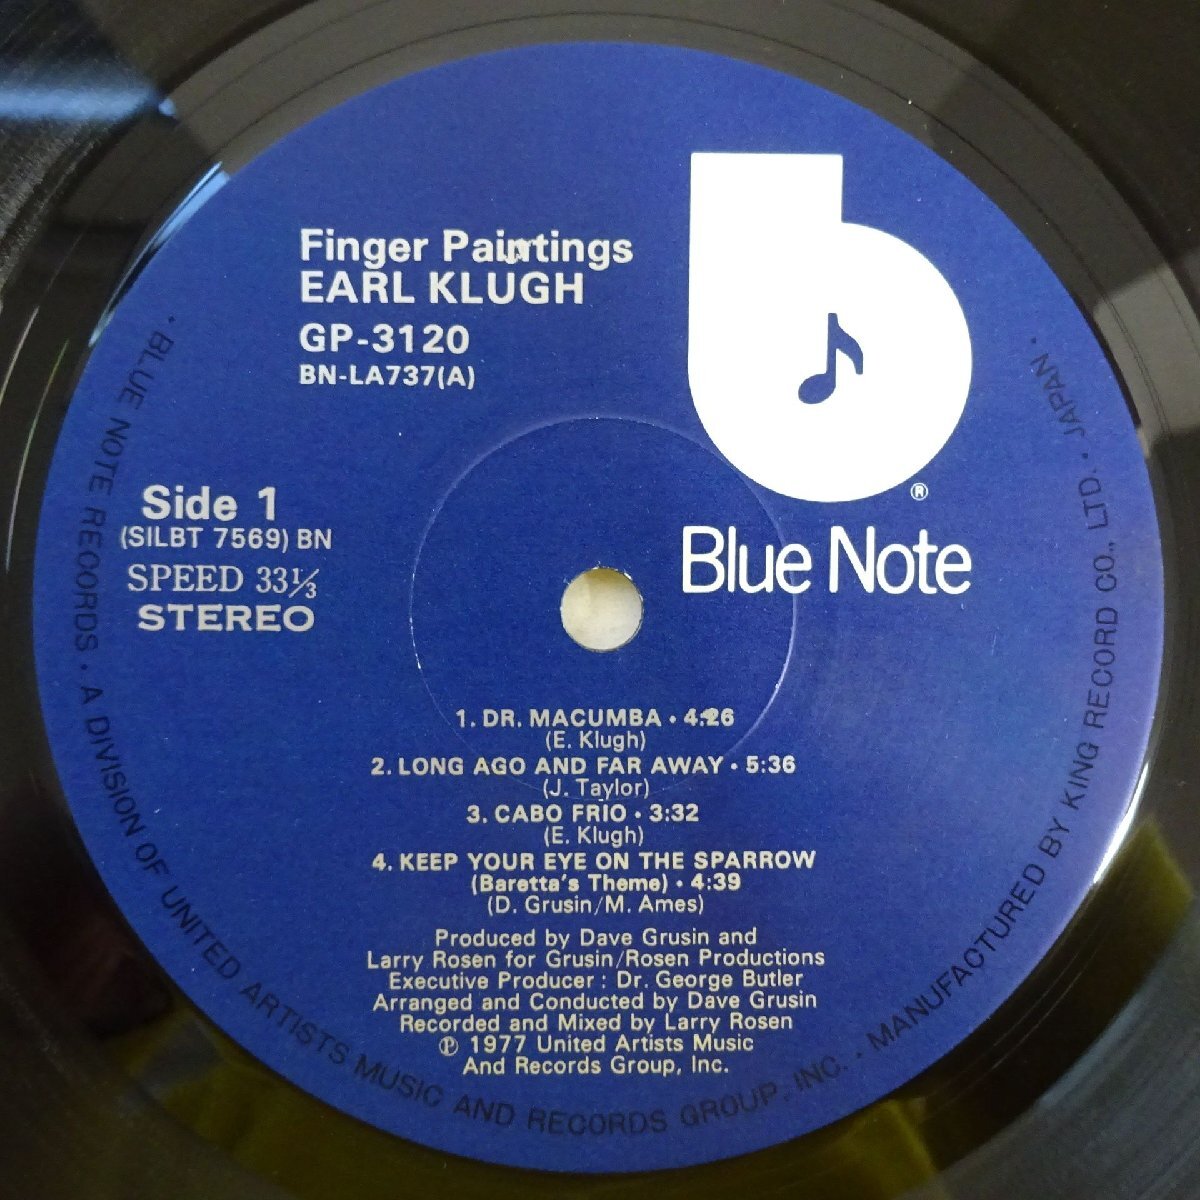 Finger Paintings
EARL KLUGH
GP-3120
BN-LA737(A)
Side 1
(SILBT 7569) BN
SPEED 33⅓
STEREO
®
Blue Note
1. DR. MACUMBA • 4:26
(E. Klugh)
2. LONG AGO AND FAR AWAY • 5:36
(J. Taylor)
3. CABO FRIO • 3:32
(E. Klugh)
4. KEEP YOUR EYE ON THE SPARROW
(Baretta's Theme) • 4:39
(D. Grusin/M. Ames)
Produced by Dave Grusin and
Larry Rosen for Grusin/Rosen Productions
Executive Producer : Dr. George Butler
Arranged and Conducted by Dave Grusin
Recorded and Mixed by Larry Rosen
℗ 1977 United Artists Music
And Records Group, Inc.
• BLUE NOTE RECORDS • A DIVISION OF UNITED ARTISTS MUSIC AND RECORDS GROUP, INC. • MANUFACTURED BY KING RECORD CO., LTD. • JAPAN •